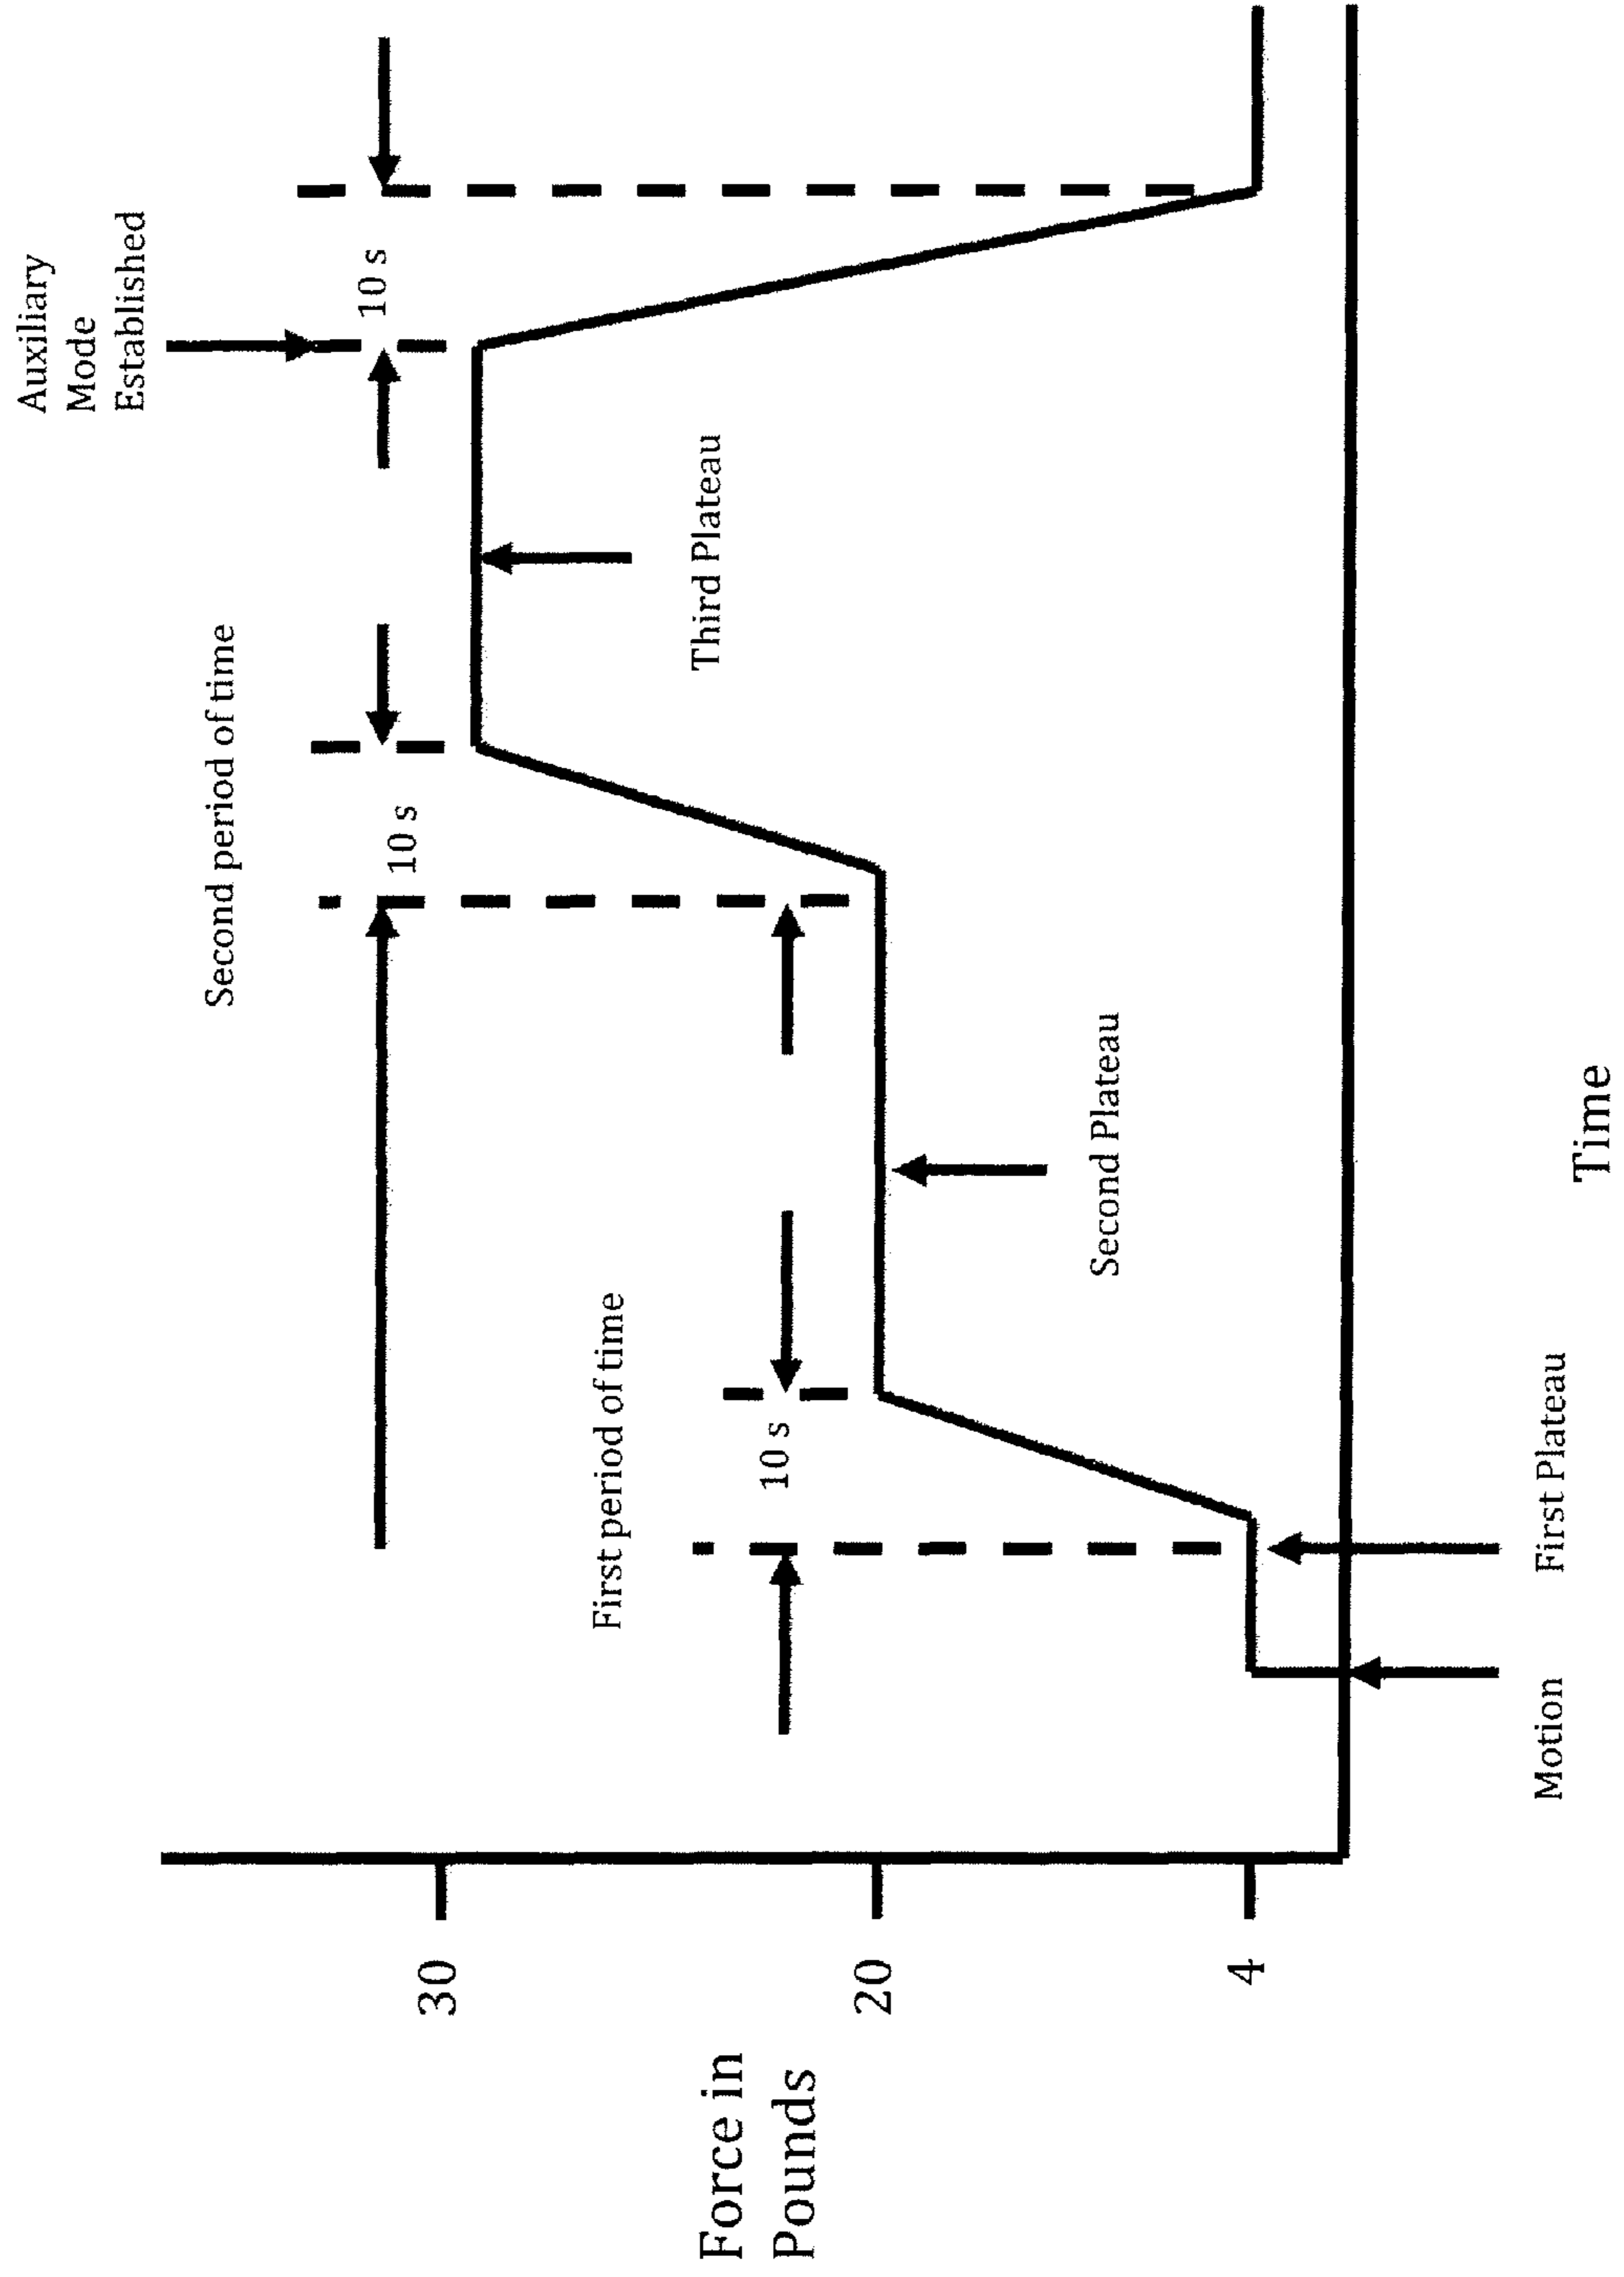 Auxiliary
Mode
Established
Second period of time
10 s
10 s
30
Third Plateau
First period of time
10 s
Force in
Pounds
20
Second Plateau
4
Motion
First Plateau
Time